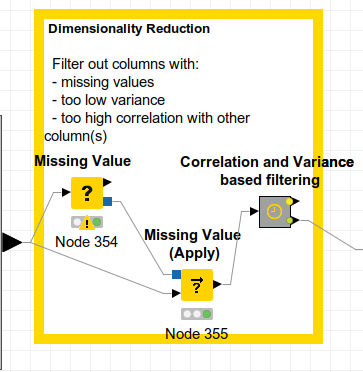 Dimensionality Reduction
Filter out columns with:
- missing values
- too low variance
- too high correlation with other
column(s)
Missing Value
?
!
Node 354
Correlation and Variance
based filtering
Missing Value
(Apply)
?
Node 355